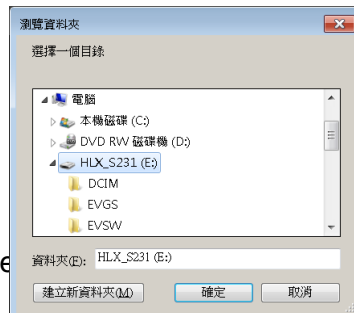 瀏覽資料夾
選擇一個目錄
電腦
本機磁碟 (C:)
DVD RW 磁碟機 (D:)
HLX_S231 (E:)
DCIM
EVGS
EVSW
e
資料夾(F): HLX_S231 (E:)
建立新資料夾(M) 確定 取消